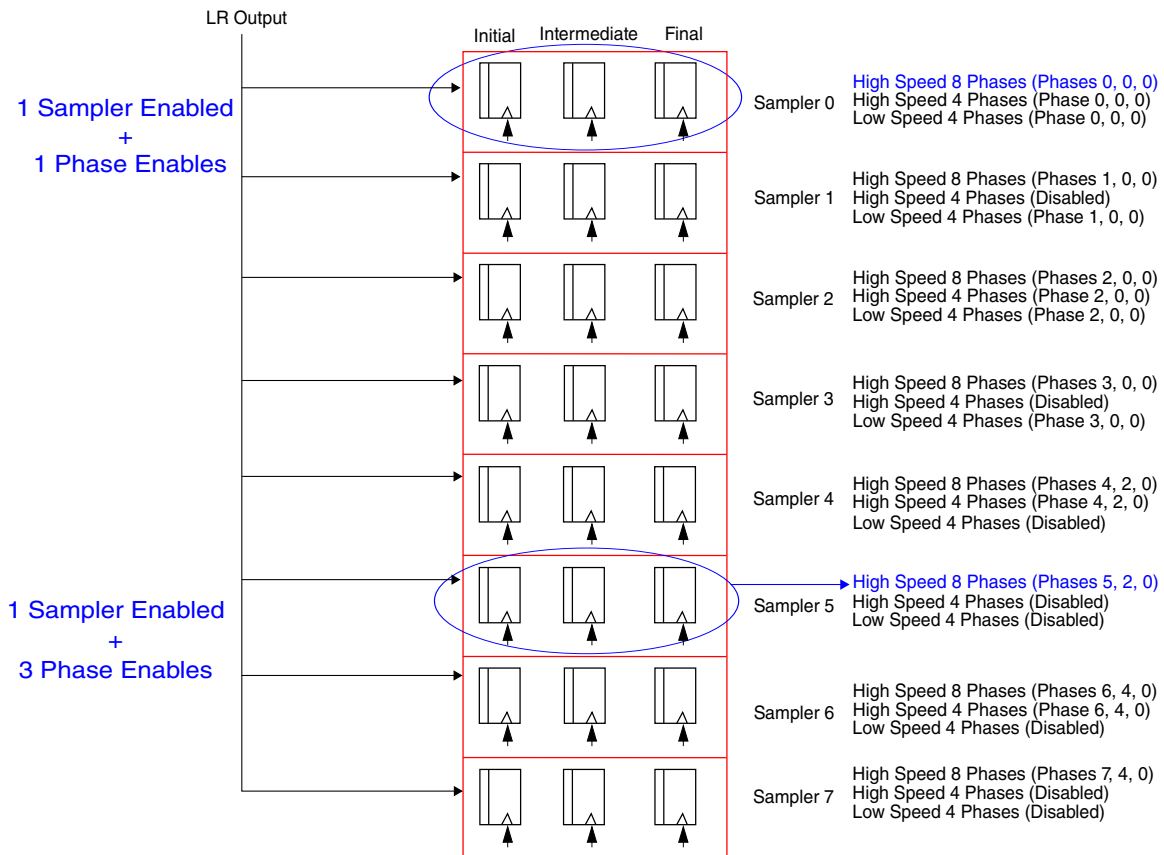 LR Output
Initial Intermediate Final
1 Sampler Enabled
+
1 Phase Enables
Sampler 0
High Speed 8 Phases (Phases 0, 0, 0)
High Speed 4 Phases (Phase 0, 0, 0)
Low Speed 4 Phases (Phase 0, 0, 0)
Sampler 1
High Speed 8 Phases (Phases 1, 0, 0)
High Speed 4 Phases (Disabled)
Low Speed 4 Phases (Phase 1, 0, 0)
Sampler 2
High Speed 8 Phases (Phases 2, 0, 0)
High Speed 4 Phases (Phase 2, 0, 0)
Low Speed 4 Phases (Phase 2, 0, 0)
Sampler 3
High Speed 8 Phases (Phases 3, 0, 0)
High Speed 4 Phases (Disabled)
Low Speed 4 Phases (Phase 3, 0, 0)
Sampler 4
High Speed 8 Phases (Phases 4, 2, 0)
High Speed 4 Phases (Phase 4, 2, 0)
Low Speed 4 Phases (Disabled)
1 Sampler Enabled
+
3 Phase Enables
Sampler 5
High Speed 8 Phases (Phases 5, 2, 0)
High Speed 4 Phases (Disabled)
Low Speed 4 Phases (Disabled)
Sampler 6
High Speed 8 Phases (Phases 6, 4, 0)
High Speed 4 Phases (Phase 6, 4, 0)
Low Speed 4 Phases (Disabled)
Sampler 7
High Speed 8 Phases (Phases 7, 4, 0)
High Speed 4 Phases (Disabled)
Low Speed 4 Phases (Disabled)